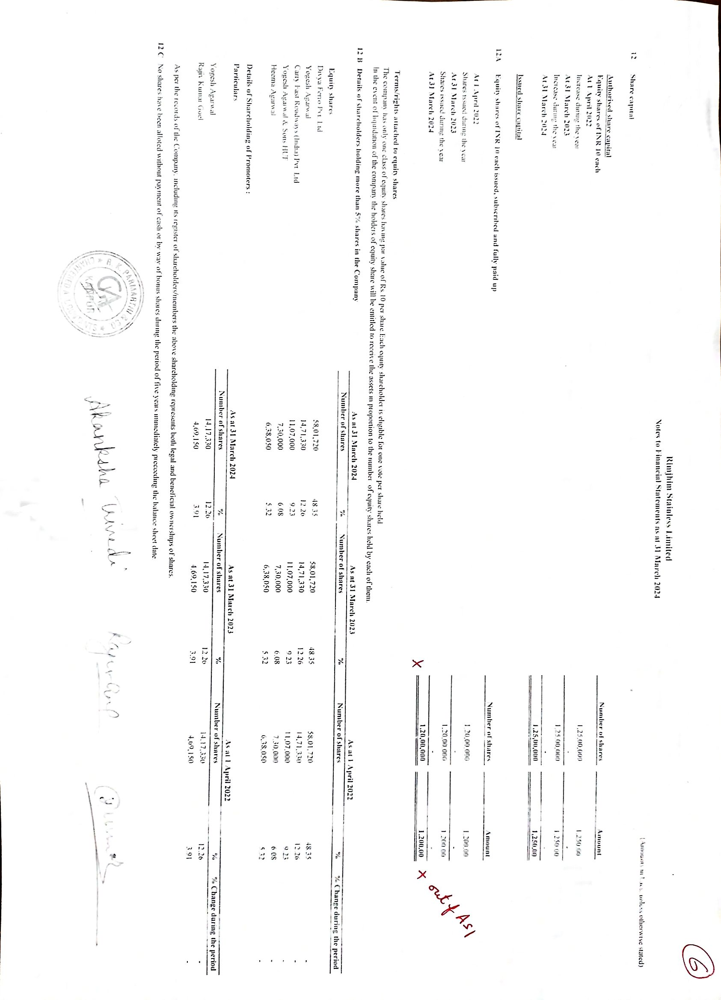 6
Rimjhim Stainless Limited
Notes to Financial Statements as at 31 March 2024
(Amounts in Lacs, unless otherwise stated)
12 Share capital
Authorised share capital
Equity shares of INR 10 each Number of shares Amount
At 1 April 2022 1,25,00,000 1,250.00
Increase during the year - -
At 31 March 2023 1,25,00,000 1,250.00
Increase during the year - -
At 31 March 2024 1,25,00,000 1,250.00
Issued share capital
12A Equity shares of INR 10 each issued, subscribed and fully paid up Number of shares Amount
At 1 April 2022 1,20,00,000 1,200.00
Shares issued during the year - -
At 31 March 2023 1,20,00,000 1,200.00
Shares issued during the year - -
At 31 March 2024 X 1,20,00,000 1,200.00 X out of AS1
Terms/rights attached to equity shares
The company has only one class of equity shares having par value of Rs. 10 per share. Each equity shareholder is eligible for one vote per share held
In the event of liquidation of the company the holders of equity share will be entitled to receive the assets in proportion to the number of equity shares held by each of them.
12 B Details of shareholders holding more than 5% shares in the Company
As at 31 March 2024 As at 31 March 2023 As at 1 April 2022
Equity shares Number of shares % Number of shares % Number of shares % % Change during the period
Divya Ferro Pvt. Ltd 58,01,720 48.35 58,01,720 48.35 58,01,720 48.35 -
Yogesh Agarwal 14,71,330 12.26 14,71,330 12.26 14,71,330 12.26 -
Carry Fast Roadways (India) Pvt. Ltd 11,07,000 9.23 11,07,000 9.23 11,07,000 9.23 -
Yogesh Agarwal & Sons HUF 7,30,000 6.08 7,30,000 6.08 7,30,000 6.08 -
Heema Agarwal 6,38,050 5.32 6,38,050 5.32 6,38,050 5.32 -
Details of Shareholding of Promoters :
As at 31 March 2024 As at 31 March 2023 As at 1 April 2022
Particulars Number of shares % Number of shares % Number of shares % % Change during the period
Yogesh Agarwal 14,17,330 12.26 14,17,330 12.26 14,17,330 12.26 -
Rajiv Kumar Goel 4,69,150 3.91 4,69,150 3.91 4,69,150 3.91 -
As per the records of the Company, including its register of shareholders/members the above shareholding represents both legal and beneficial ownerships of shares.
12 C No shares have been alloted without payment of cash or by way of bonus shares during the period of five years immediately preceding the balance sheet date
R. K. PARMARTHI & CO.
CHARTERED ACCOUNTANTS
CA
KANPUR
Akanksha Trivedi